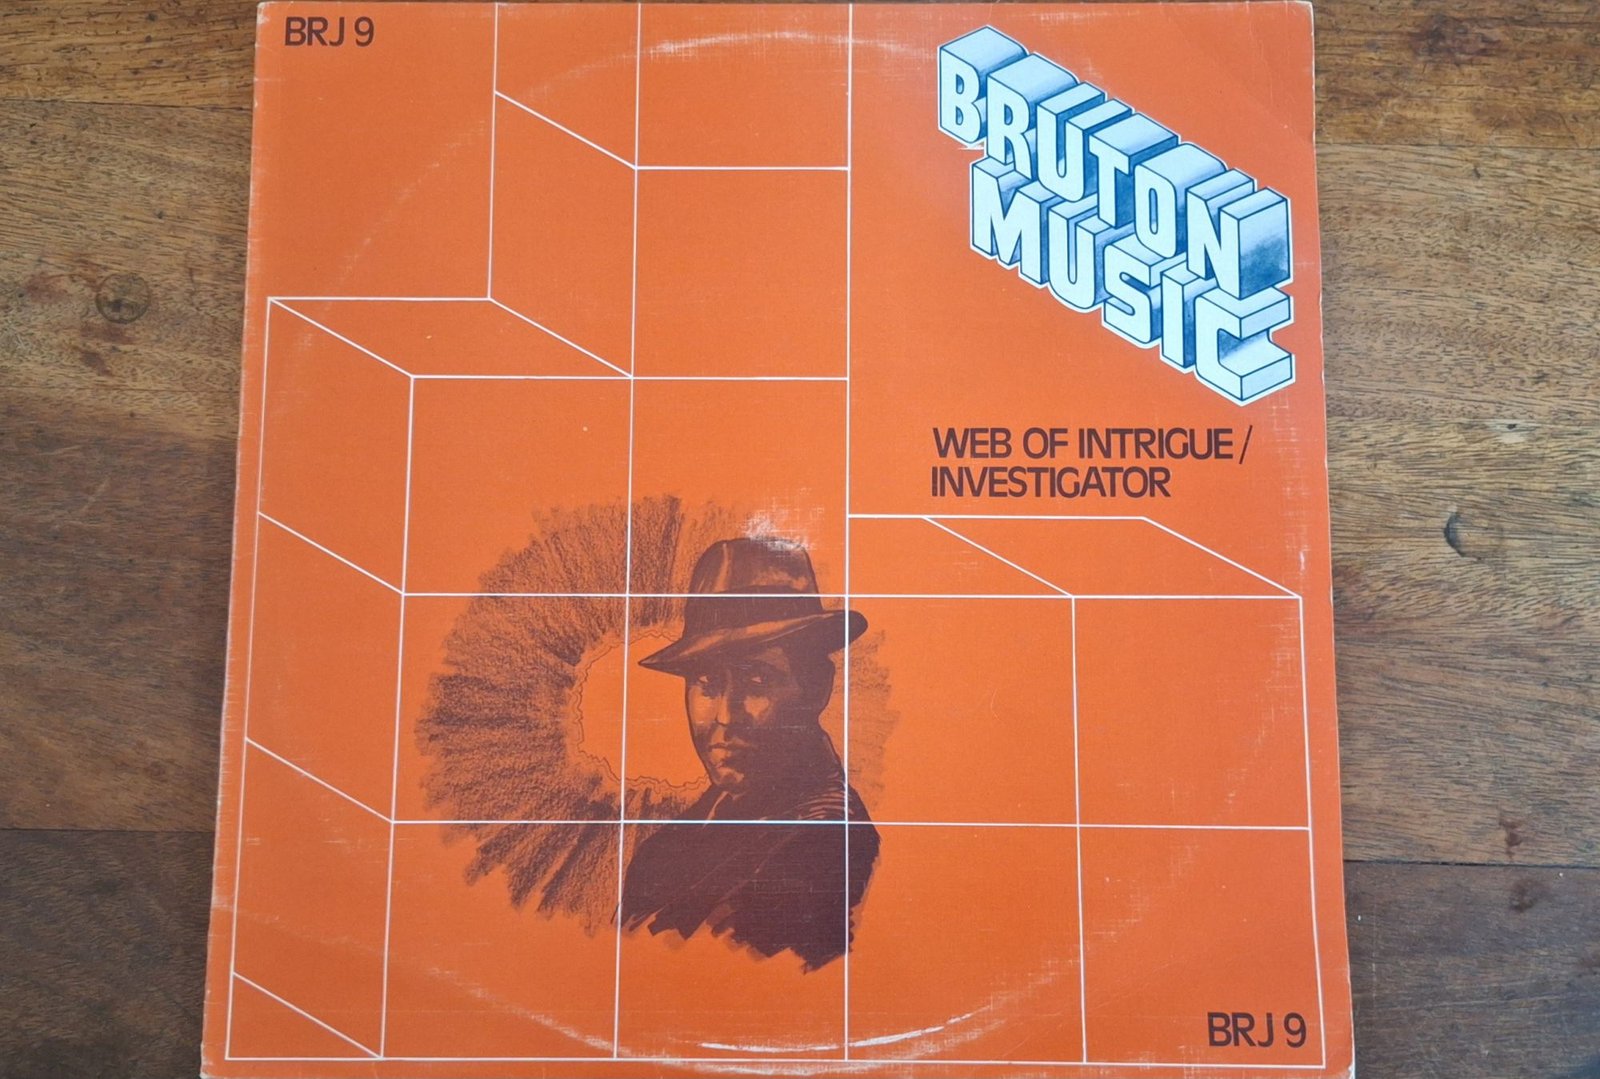 BRJ 9
BRUTON
MUSIC
WEB OF INTRIGUE/
INVESTIGATOR
BRJ 9